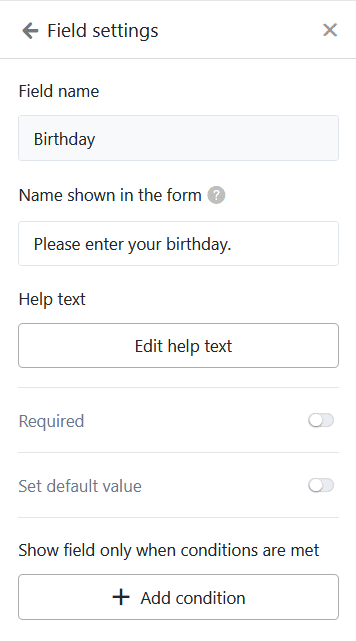 Field settings
Field name
Birthday
Name shown in the form ?
Please enter your birthday.
Help text
Edit help text
Required
Set default value
Show field only when conditions are met
Add condition